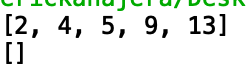 [2, 4, 5, 9, 13]
[]